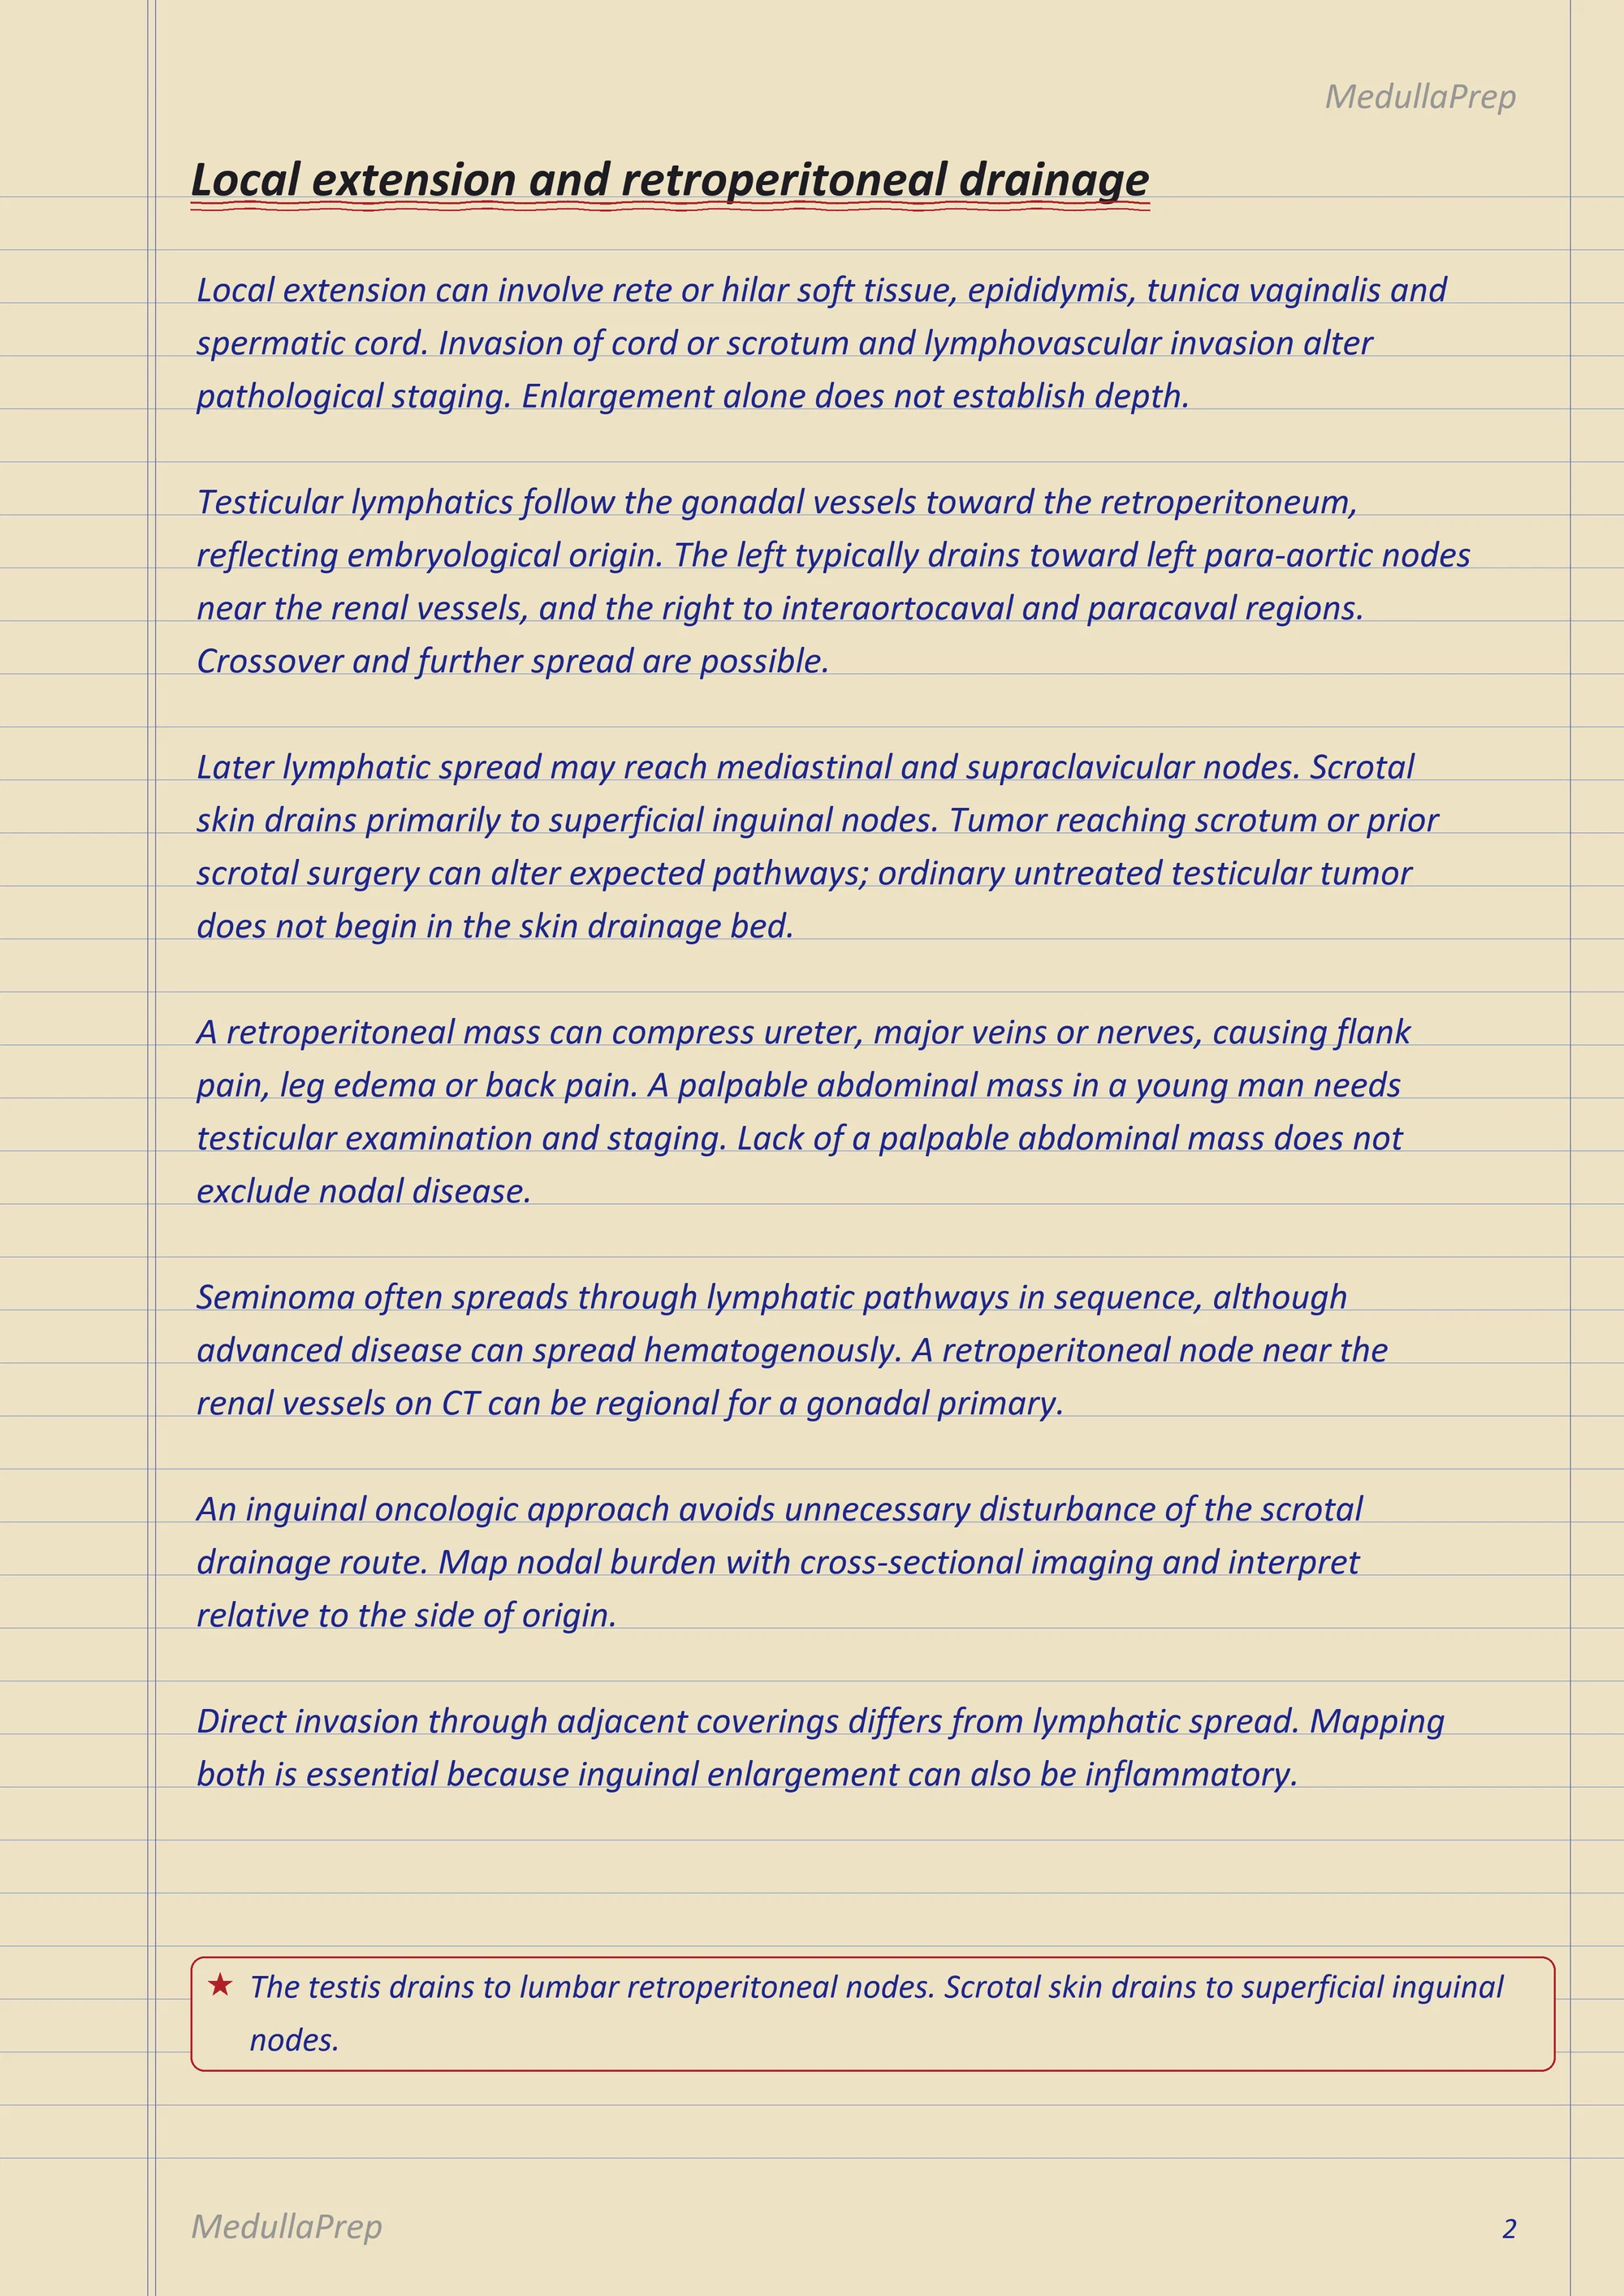 MedullaPrep
Local extension and retroperitoneal drainage
Local extension can involve rete or hilar soft tissue, epididymis, tunica vaginalis and
spermatic cord. Invasion of cord or scrotum and lymphovascular invasion alter
pathological staging. Enlargement alone does not establish depth.
Testicular lymphatics follow the gonadal vessels toward the retroperitoneum,
reflecting embryological origin. The left typically drains toward left para-aortic nodes
near the renal vessels, and the right to interaortocaval and paracaval regions.
Crossover and further spread are possible.
Later lymphatic spread may reach mediastinal and supraclavicular nodes. Scrotal
skin drains primarily to superficial inguinal nodes. Tumor reaching scrotum or prior
scrotal surgery can alter expected pathways; ordinary untreated testicular tumor
does not begin in the skin drainage bed.
A retroperitoneal mass can compress ureter, major veins or nerves, causing flank
pain, leg edema or back pain. A palpable abdominal mass in a young man needs
testicular examination and staging. Lack of a palpable abdominal mass does not
exclude nodal disease.
Seminoma often spreads through lymphatic pathways in sequence, although
advanced disease can spread hematogenously. A retroperitoneal node near the
renal vessels on CT can be regional for a gonadal primary.
An inguinal oncologic approach avoids unnecessary disturbance of the scrotal
drainage route. Map nodal burden with cross-sectional imaging and interpret
relative to the side of origin.
Direct invasion through adjacent coverings differs from lymphatic spread. Mapping
both is essential because inguinal enlargement can also be inflammatory.
★ The testis drains to lumbar retroperitoneal nodes. Scrotal skin drains to superficial inguinal
nodes.
MedullaPrep
2